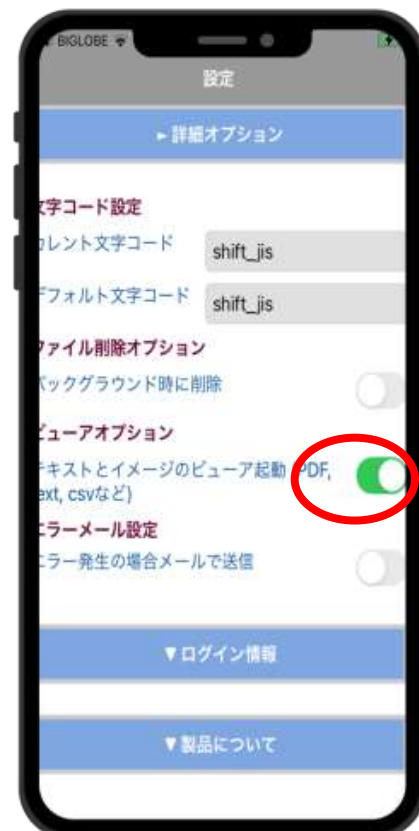 BIGLOBE
設定
► 詳細オプション
文字コード設定
カレント文字コード shift_jis
デフォルト文字コード shift_jis
ファイル削除オプション
バックグラウンド時に削除
ビューアオプション
テキストとイメージのビューア起動 (PDF,
text, csvなど)
エラーメール設定
エラー発生の場合メールで送信
▼ログイン情報
▼製品について